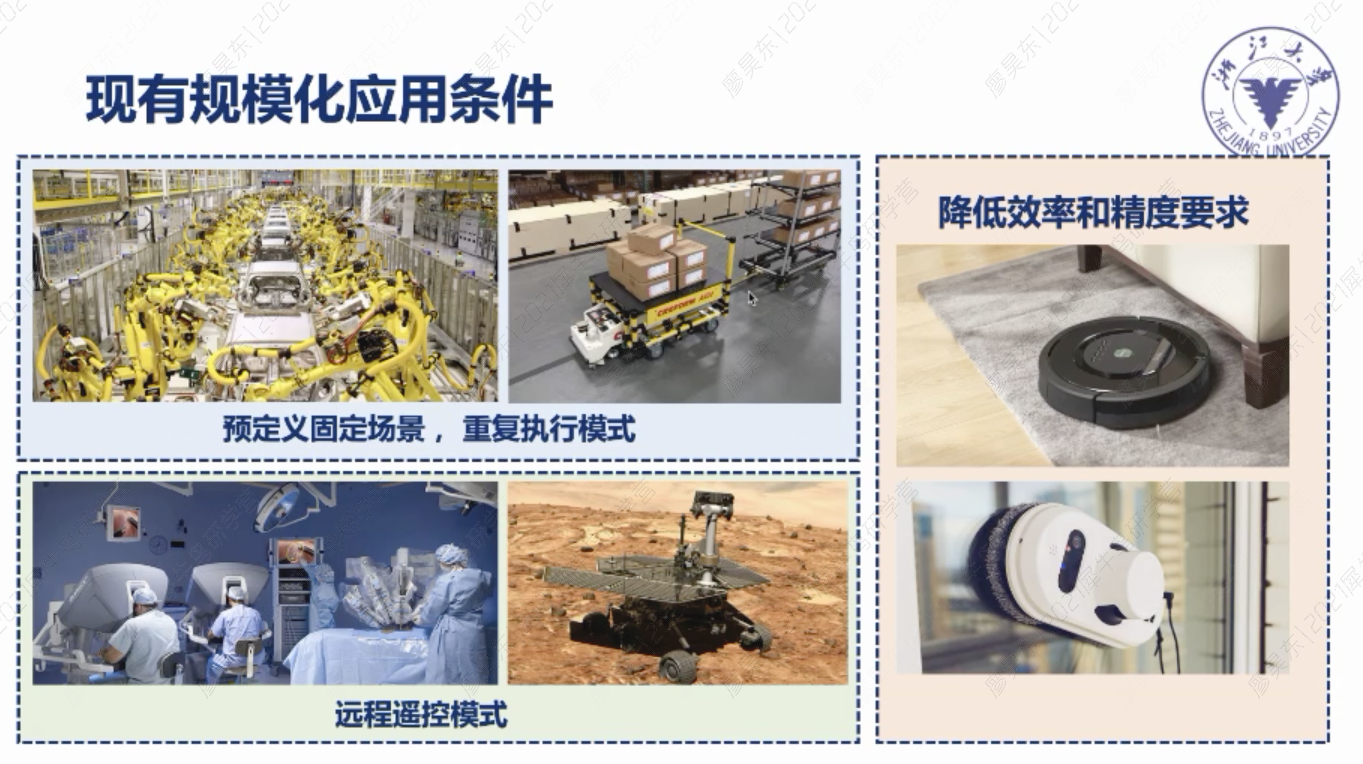 现有规模化应用条件
浙江大学
ZHEJIANG UNIVERSITY
1897
CREFORM AGV
预定义固定场景，重复执行模式
降低效率和精度要求
远程遥控模式